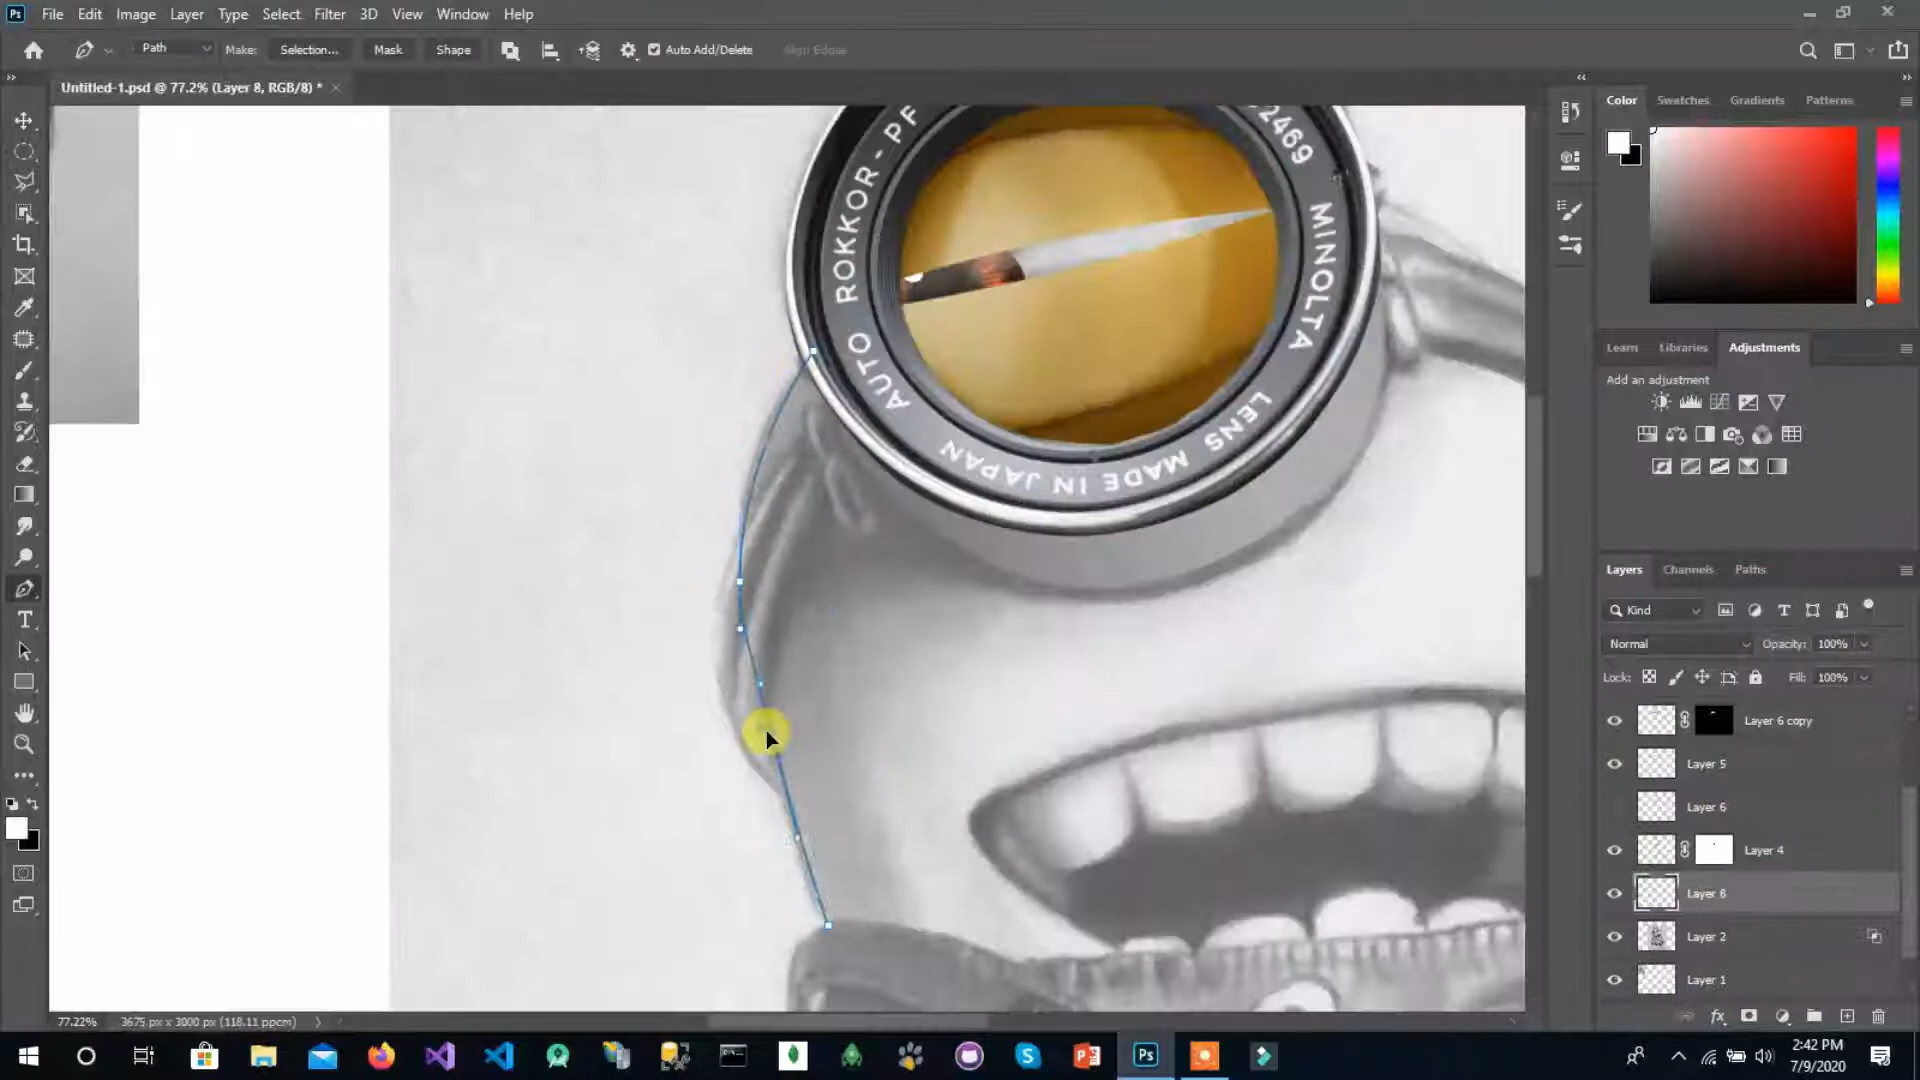 Ps File Edit Image Layer Type Select Filter 3D View Window Help
Path Make: Selection... Mask Shape Auto Add/Delete Align Edges
Untitled-1.psd @ 77.2% (Layer 8, RGB/8) *
Color Swatches Gradients Patterns
AUTO ROKKOR-PF
2469
MINOLTA
LENS MADE IN JAPAN
Learn Libraries Adjustments
Add an adjustment
Layers Channels Paths
Kind
Normal Opacity: 100%
Lock: Fill: 100%
Layer 6 copy
Layer 5
Layer 6
Layer 4
Layer 8
Layer 2
Layer 1
77.22% 3675 px x 3000 px (118.11 ppcm)
Ps
2:42 PM
7/9/2020